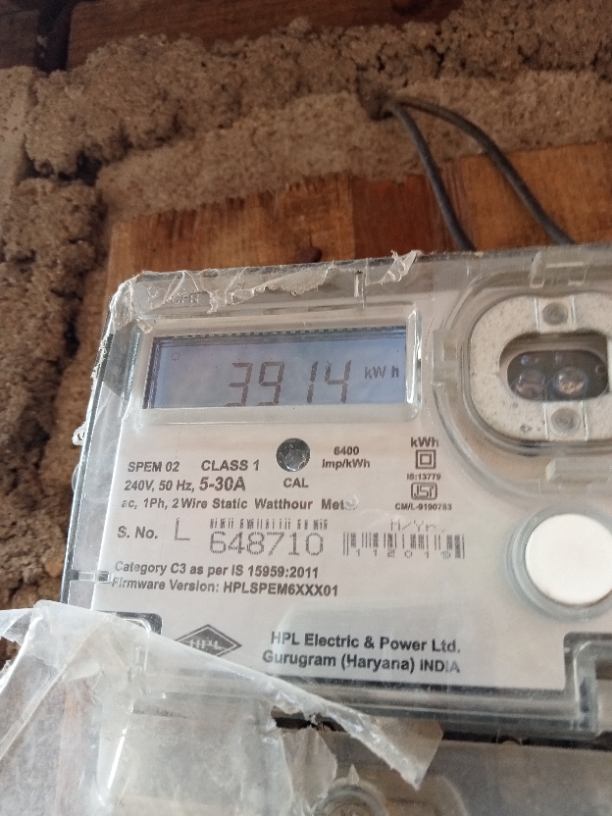 3914 kWh
SPEM 02 CLASS 1
6400
imp/kWh
kWh
240V, 50 Hz, 5-30A
CAL
IS:13779
ac, 1Ph, 2 Wire Static Watthour
CM/L-9190783
M/Yr.
S. No. L 648710
Category C3 as per IS 15959:2011
Firmware Version: HPLSPEM6XXX01
HPL
HPL Electric & Power Ltd.
Gurugram (Haryana) INDIA